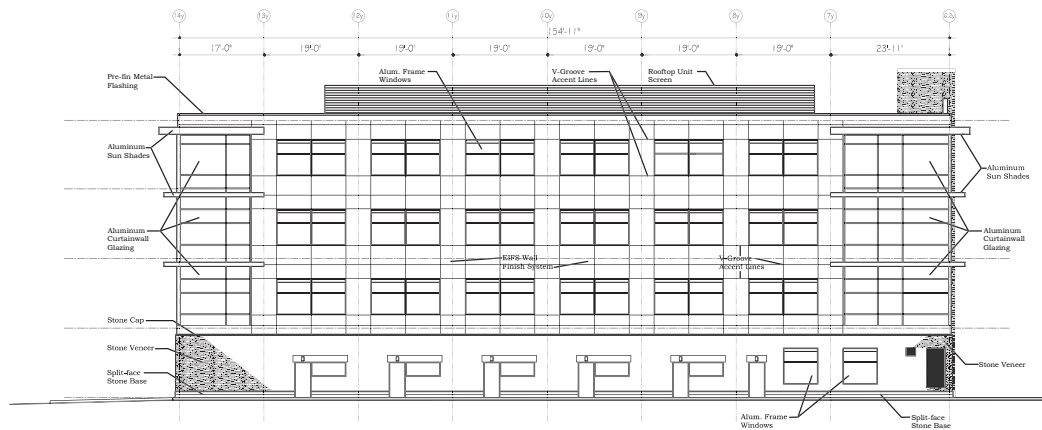 14y 13y 12y 11y 10y 9y 8y 7y
154'-11"
17'-0" 19'-0" 19'-0" 19'-0" 19'-0" 19'-0" 19'-0" 23'-11"
Pre-fin Metal
Flashing
Alum. Frame
Windows
V-Groove
Accent Lines
Rooftop Unit
Screen
Aluminum
Sun Shades
Aluminum
Sun Shades
Aluminum
Curtainwall
Glazing
Aluminum
Curtainwall
Glazing
EIFS Wall
Finish System
V-Groove
Accent Lines
Stone Cap
Stone Veneer
Split-face
Stone Base
Stone Veneer
Alum. Frame
Windows
Split-face
Stone Base